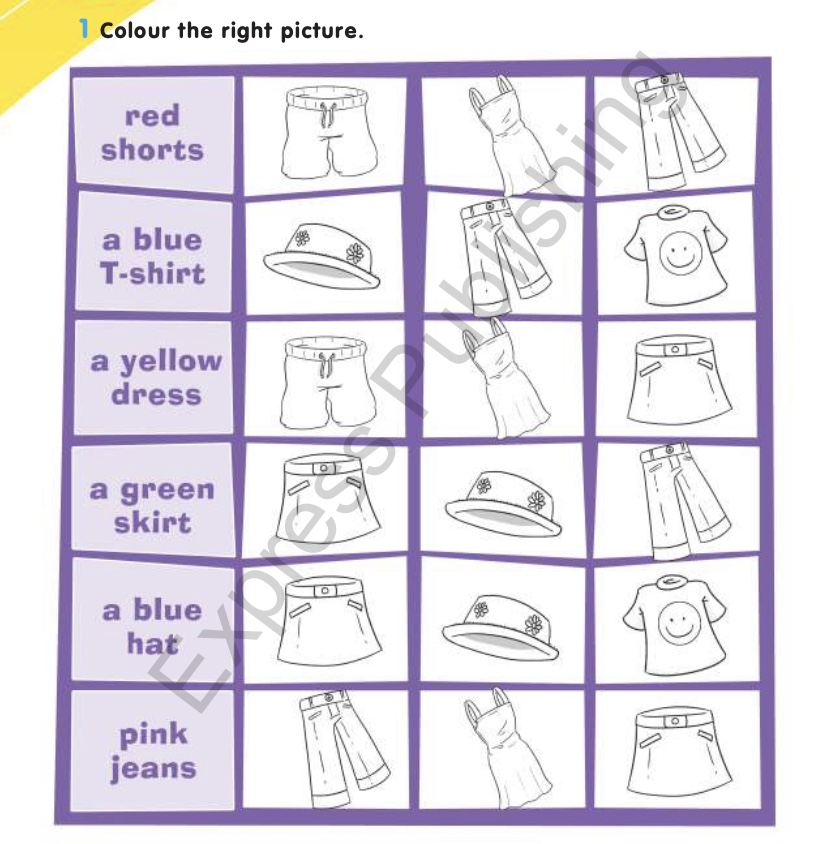 1 Colour the right picture.
red
shorts
a blue
T-shirt
a yellow
dress
a green
skirt
a blue
hat
pink
jeans
Express Publishing